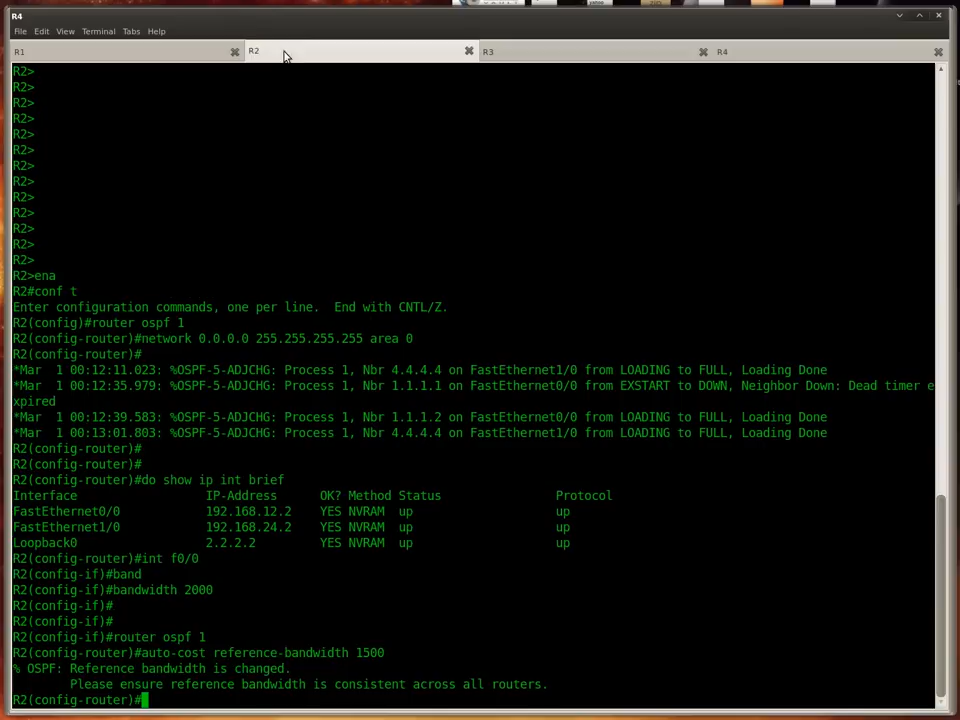 R4
File Edit View Terminal Tabs Help
R1 R2 R3 R4
R2>
R2>
R2>
R2>
R2>
R2>
R2>
R2>
R2>
R2>
R2>
R2>
R2>
R2>ena
R2#conf t
Enter configuration commands, one per line.  End with CNTL/Z.
R2(config)#router ospf 1
R2(config-router)#network 0.0.0.0 255.255.255.255 area 0
R2(config-router)#
*Mar  1 00:12:11.023: %OSPF-5-ADJCHG: Process 1, Nbr 4.4.4.4 on FastEthernet1/0 from LOADING to FULL, Loading Done
*Mar  1 00:12:35.979: %OSPF-5-ADJCHG: Process 1, Nbr 1.1.1.1 on FastEthernet0/0 from EXSTART to DOWN, Neighbor Down: Dead timer e
xpired
*Mar  1 00:12:39.583: %OSPF-5-ADJCHG: Process 1, Nbr 1.1.1.2 on FastEthernet0/0 from LOADING to FULL, Loading Done
*Mar  1 00:13:01.803: %OSPF-5-ADJCHG: Process 1, Nbr 4.4.4.4 on FastEthernet1/0 from LOADING to FULL, Loading Done
R2(config-router)#
R2(config-router)#
R2(config-router)#do show ip int brief
Interface            IP-Address    OK? Method Status                Protocol
FastEthernet0/0      192.168.12.2    YES NVRAM  up                    up
FastEthernet1/0      192.168.24.2    YES NVRAM  up                    up
Loopback0            2.2.2.2       YES NVRAM  up                    up
R2(config-router)#int f0/0
R2(config-if)#band
R2(config-if)#bandwidth 2000
R2(config-if)#
R2(config-if)#
R2(config-if)#router ospf 1
R2(config-router)#auto-cost reference-bandwidth 1500
% OSPF: Reference bandwidth is changed.
        Please ensure reference bandwidth is consistent across all routers.
R2(config-router)#